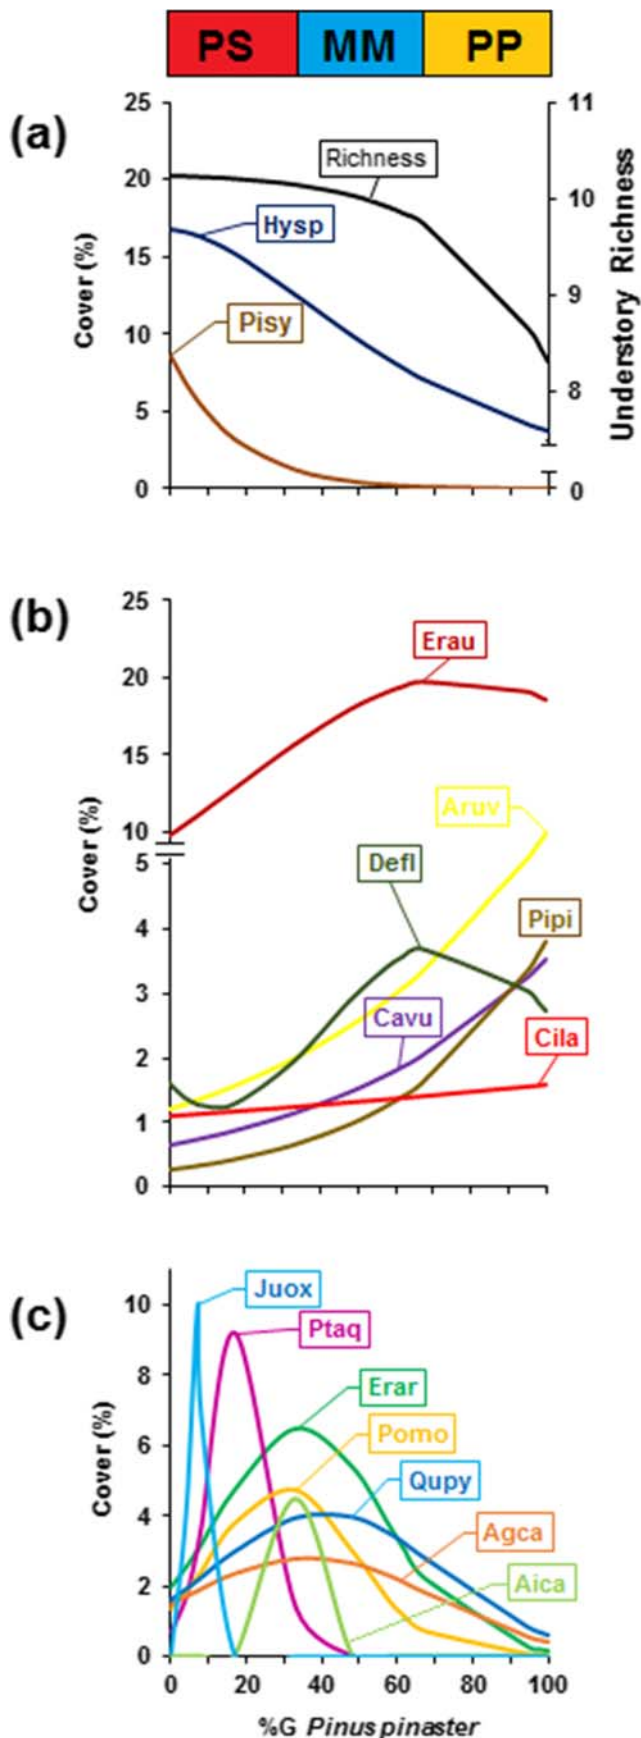 PS MM PP
(a)
25 11
Richness
20 10
Hysp
15 9
Cover (%)
Understory Richness
Pisy
10
8
5
0 0
(b)
25
Erau
20
15
Aruv
10
Cover (%)
5
Defl
4
Pipi
3
Cavu
Cila
2
1
0
(c)
10
Juox
Ptaq
8
Erar
Cover (%)
6
Pomo
Qupy
4
Agca
Aica
2
0
0 20 40 60 80 100
%G Pinus pinaster